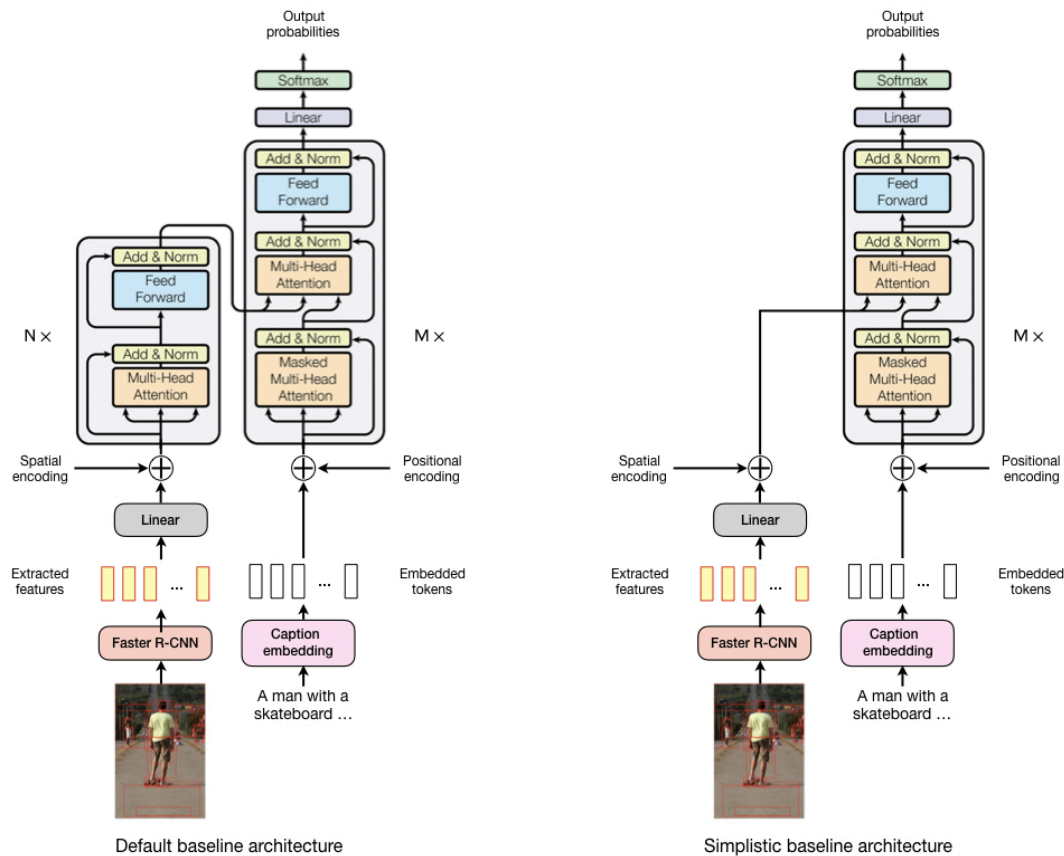 Output
probabilities
Softmax
Linear
Add & Norm
Feed
Forward
Add & Norm
Multi-Head
Attention
Add & Norm
Masked
Multi-Head
Attention
M ×
Add & Norm
Feed
Forward
N ×
Add & Norm
Multi-Head
Attention
Spatial
encoding
Positional
encoding
Linear
Extracted
features
...
...
Embedded
tokens
Faster R-CNN
Caption
embedding
A man with a
skateboard ...
Default baseline architecture
Output
probabilities
Softmax
Linear
Add & Norm
Feed
Forward
Add & Norm
Multi-Head
Attention
Add & Norm
Masked
Multi-Head
Attention
M ×
Spatial
encoding
Positional
encoding
Linear
Extracted
features
...
...
Embedded
tokens
Faster R-CNN
Caption
embedding
A man with a
skateboard ...
Simplistic baseline architecture